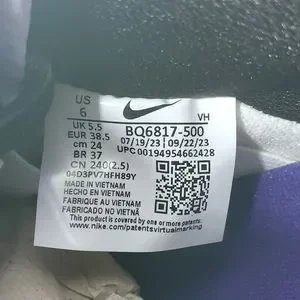 US
6
VH
UK 5.5
EUR 38.5
cm 24
BR 37
CN 240(2.5)
BQ6817-500
07/19/23 09/22/23
UPC 00194954662428
04D3PV7HFH89Y
MADE IN VIETNAM
HECHO EN VIETNAM
FABRIQUE AU VIETNAM
FABRICADO NO VIETNÃ
This product is covered by one or more patents:
www.nike.com/patentsvirtualmarking